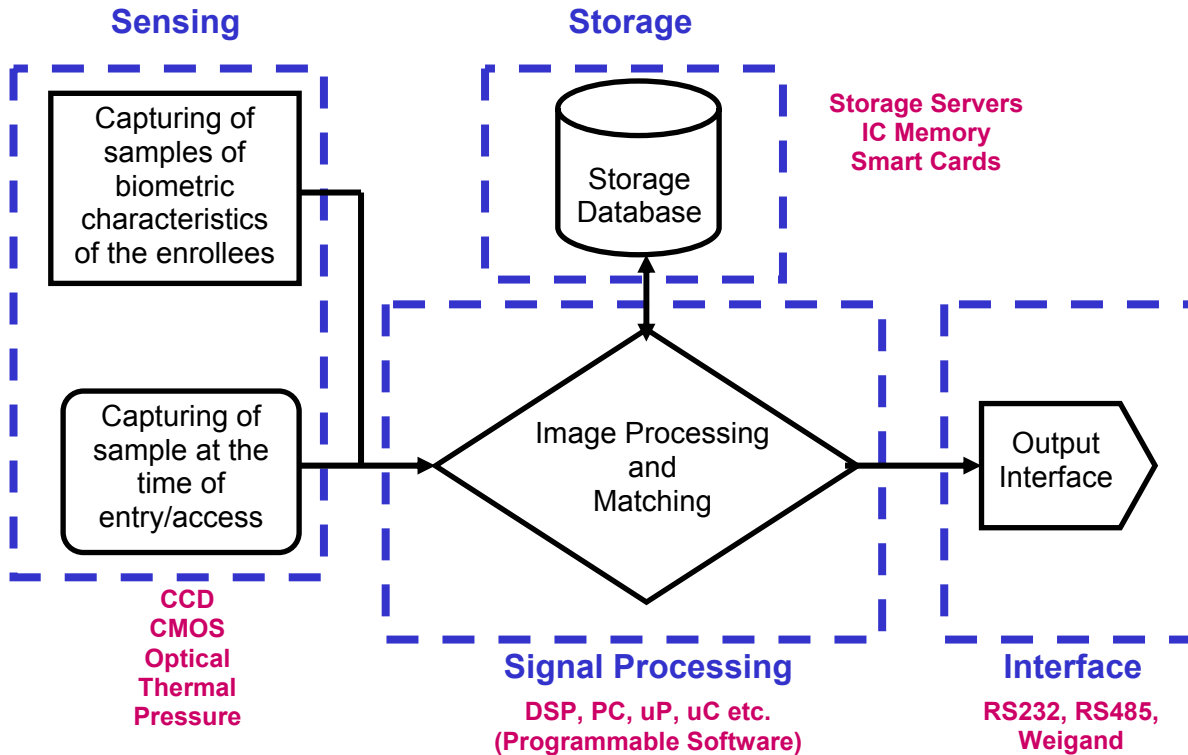 Sensing
Capturing of
samples of
biometric
characteristics
of the enrollees
Capturing of
sample at the
time of
entry/access
CCD
CMOS
Optical
Thermal
Pressure
Storage
Storage
Database
Storage Servers
IC Memory
Smart Cards
Image Processing
and
Matching
Signal Processing
DSP, PC, uP, uC etc.
(Programmable Software)
Output
Interface
Interface
RS232, RS485,
Weigand